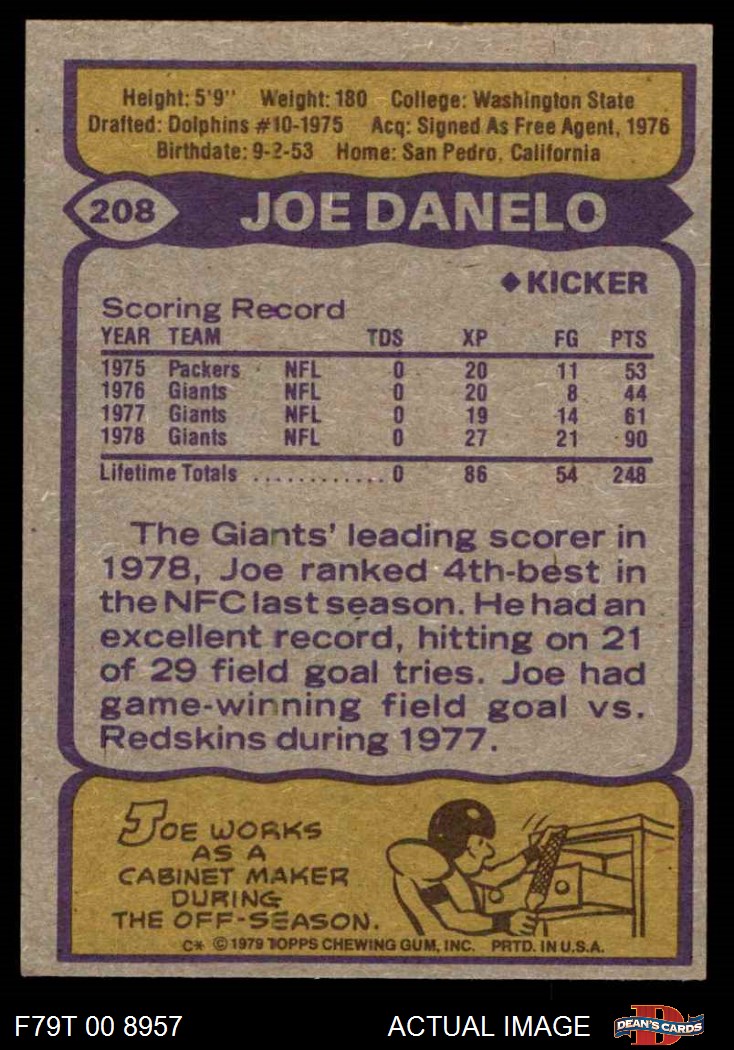 Height: 5'9" Weight: 180 College: Washington State
Drafted: Dolphins #10-1975 Acq: Signed As Free Agent, 1976
Birthdate: 9-2-53 Home: San Pedro, California
208 JOE DANELO
◆KICKER
Scoring Record
YEAR TEAM TDS XP FG PTS
1975 Packers NFL 0 20 11 53
1976 Giants NFL 0 20 8 44
1977 Giants NFL 0 19 14 61
1978 Giants NFL 0 27 21 90
Lifetime Totals ............ 0 86 54 248
The Giants' leading scorer in
1978, Joe ranked 4th-best in
the NFC last season. He had an
excellent record, hitting on 21
of 29 field goal tries. Joe had
game-winning field goal vs.
Redskins during 1977.
JOE WORKS
AS A
CABINET MAKER
DURING
THE OFF-SEASON.
C* © 1979 TOPPS CHEWING GUM, INC. PRTD. IN U.S.A.
F79T 00 8957 ACTUAL IMAGE D DEAN'S CARDS